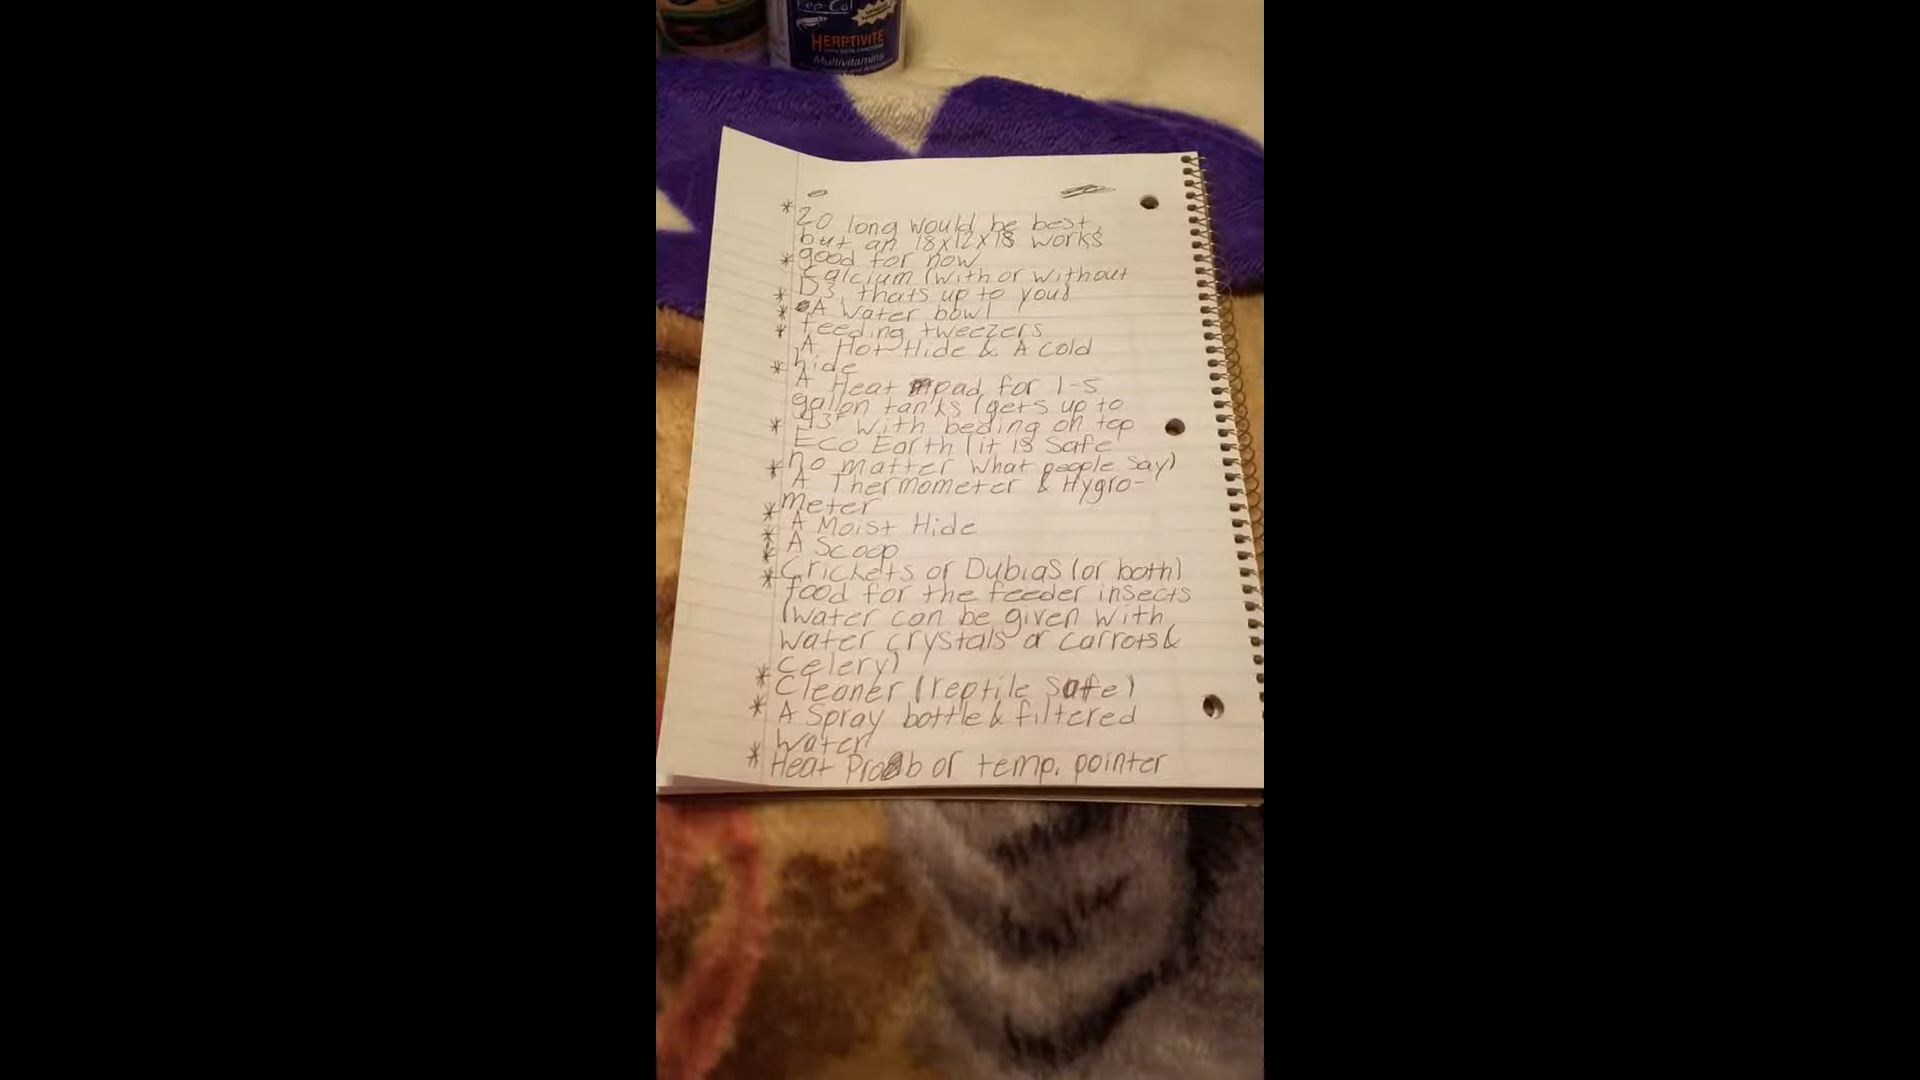 Rep-Cal
HERPTIVITE
Multivitamins
* 20 long would be best,
but an 18x12x18 works
good for now
* Calcium (with or without
D3, thats up to you)
* A Water bowl
* feeding tweezers
* A Hot Hide & A Cold
hide
* A Heat pad for 1-5
gallon tanks (gets up to
93° with beding on top
* Eco Earth (it is safe
no matter what people say)
* A Thermometer & Hygro-
meter
* A Moist Hide
* A Scoop
* Crickets or Dubias (or both)
* food for the feeder insects
(water can be given with
water crystals or carrots &
celery)
* Cleaner (reptile safe)
* A Spray bottle & filtered
water
* Heat Prob or temp. pointer